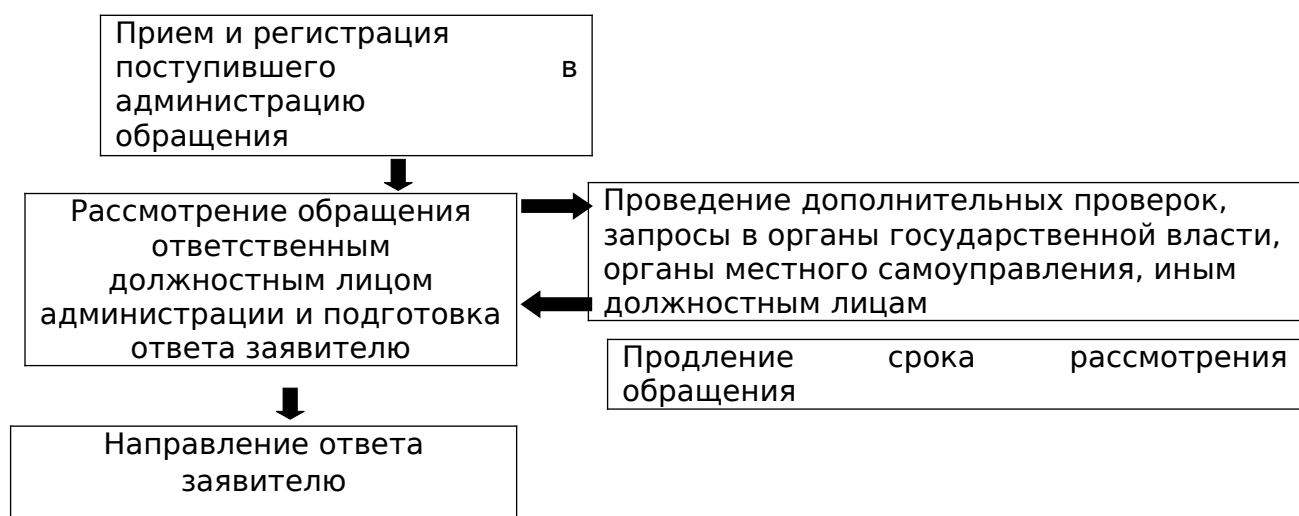 Прием и регистрация
поступившего в
администрацию
обращения
Рассмотрение обращения
ответственным
должностным лицом
администрации и подготовка
ответа заявителю
Проведение дополнительных проверок,
запросы в органы государственной власти,
органы местного самоуправления, иным
должностным лицам
Продление срока рассмотрения
обращения
Направление ответа
заявителю